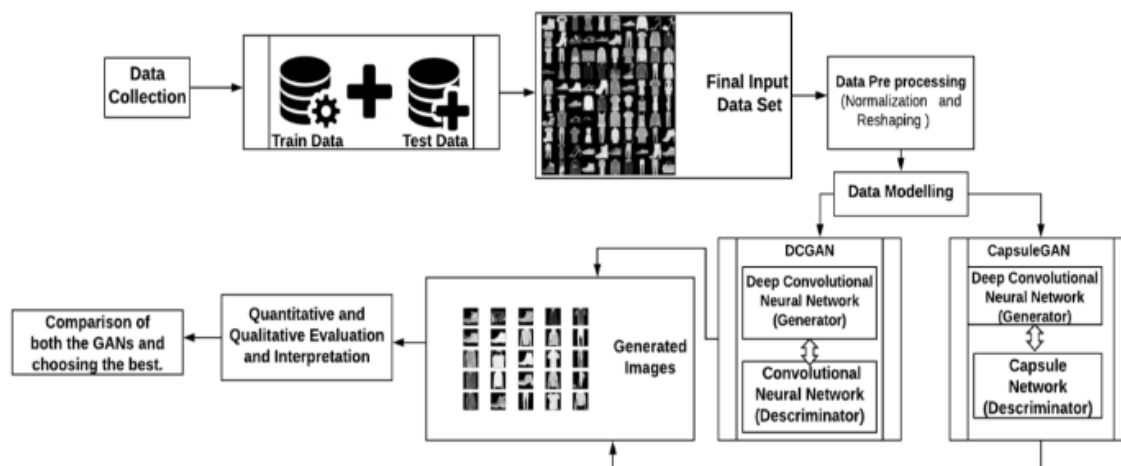 Data
Collection
Train Data
Test Data
Final Input
Data Set
Data Pre processing
(Normalization and
Reshaping )
Data Modelling
DCGAN
Deep Convolutional
Neural Network
(Generator)
Convolutional
Neural Network
(Descriminator)
CapsuleGAN
Deep Convolutional
Neural Network
(Generator)
Capsule
Network
(Descriminator)
Generated
Images
Quantitative and
Qualitative Evaluation
and Interpretation
Comparison of
both the GANs and
choosing the best.